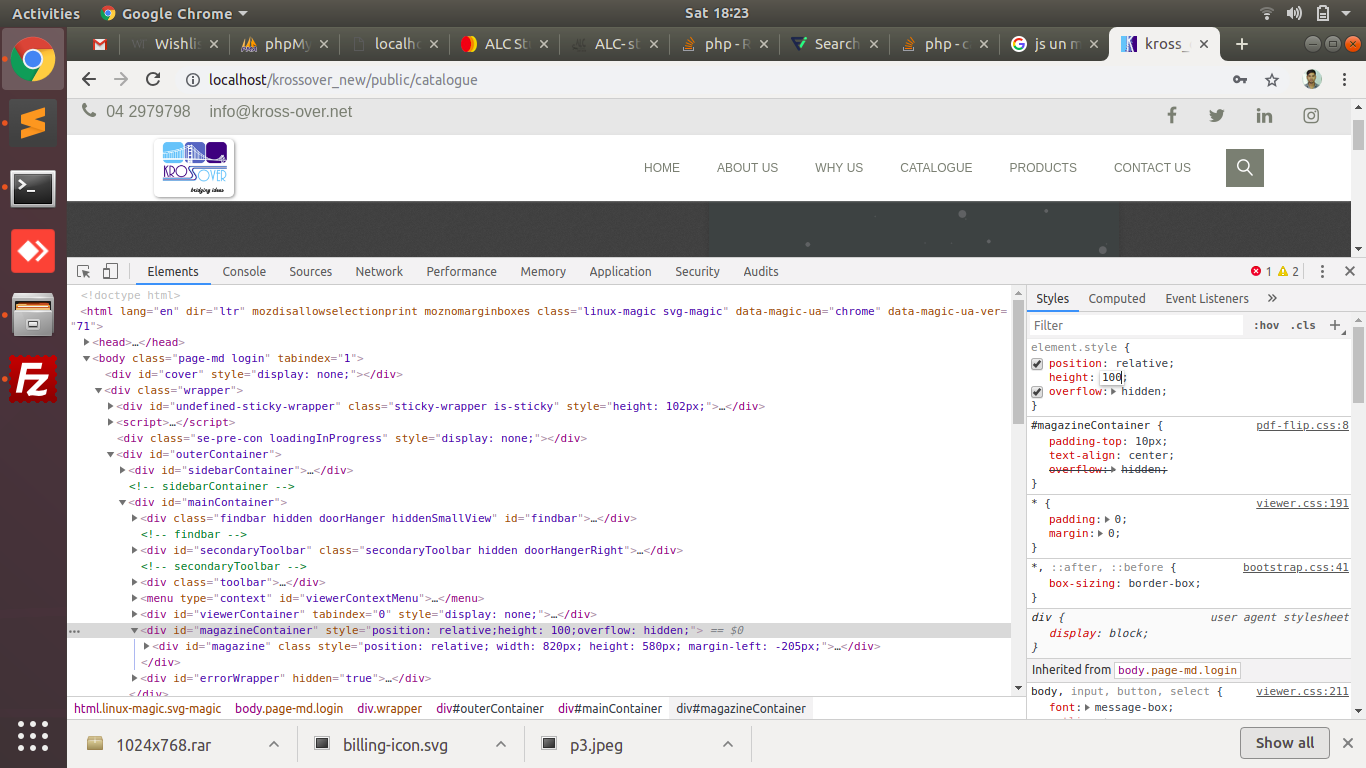 Activities Google Chrome Sat 18:23
Wishlis phpMy localho ALC St ALC- st php - R Search php - c js un m kross_
localhost/krossover_new/public/catalogue
04 2979798 info@kross-over.net
KROSSOVER
bridging ideas
HOME ABOUT US WHY US CATALOGUE PRODUCTS CONTACT US
Elements Console Sources Network Performance Memory Application Security Audits 1 2
<!doctype html>
<html lang="en" dir="ltr" mozdisallowselectionprint moznomarginboxes class="linux-magic svg-magic" data-magic-ua="chrome" data-magic-ua-ver=
"71">
<head>…</head>
<body class="page-md login" tabindex="1">
<div id="cover" style="display: none;"></div>
<div class="wrapper">
<div id="undefined-sticky-wrapper" class="sticky-wrapper is-sticky" style="height: 102px;">…</div>
<script>…</script>
<div class="se-pre-con loadingInProgress" style="display: none;"></div>
<div id="outerContainer">
<div id="sidebarContainer">…</div>
<!-- sidebarContainer -->
<div id="mainContainer">
<div class="findbar hidden doorHanger hiddenSmallView" id="findbar">…</div>
<!-- findbar -->
<div id="secondaryToolbar" class="secondaryToolbar hidden doorHangerRight">…</div>
<!-- secondaryToolbar -->
<div class="toolbar">…</div>
<menu type="context" id="viewerContextMenu">…</menu>
<div id="viewerContainer" tabindex="0" style="display: none;">…</div>
<div id="magazineContainer" style="position: relative;height: 100;overflow: hidden;"> == $0
<div id="magazine" class style="position: relative; width: 820px; height: 580px; margin-left: -205px;">…</div>
</div>
<div id="errorWrapper" hidden="true">…</div>
</div>
html.linux-magic.svg-magic body.page-md.login div.wrapper div#outerContainer div#mainContainer div#magazineContainer
Styles Computed Event Listeners »
Filter :hov .cls +
element.style {
position: relative;
height: 100;
overflow: hidden;
}
#magazineContainer { pdf-flip.css:8
padding-top: 10px;
text-align: center;
overflow: hidden;
}
* { viewer.css:191
padding: 0;
margin: 0;
}
*, ::after, ::before { bootstrap.css:41
box-sizing: border-box;
}
div { user agent stylesheet
display: block;
}
Inherited from body.page-md.login
body, input, button, select { viewer.css:211
font: message-box;
1024x768.rar billing-icon.svg p3.jpeg Show all